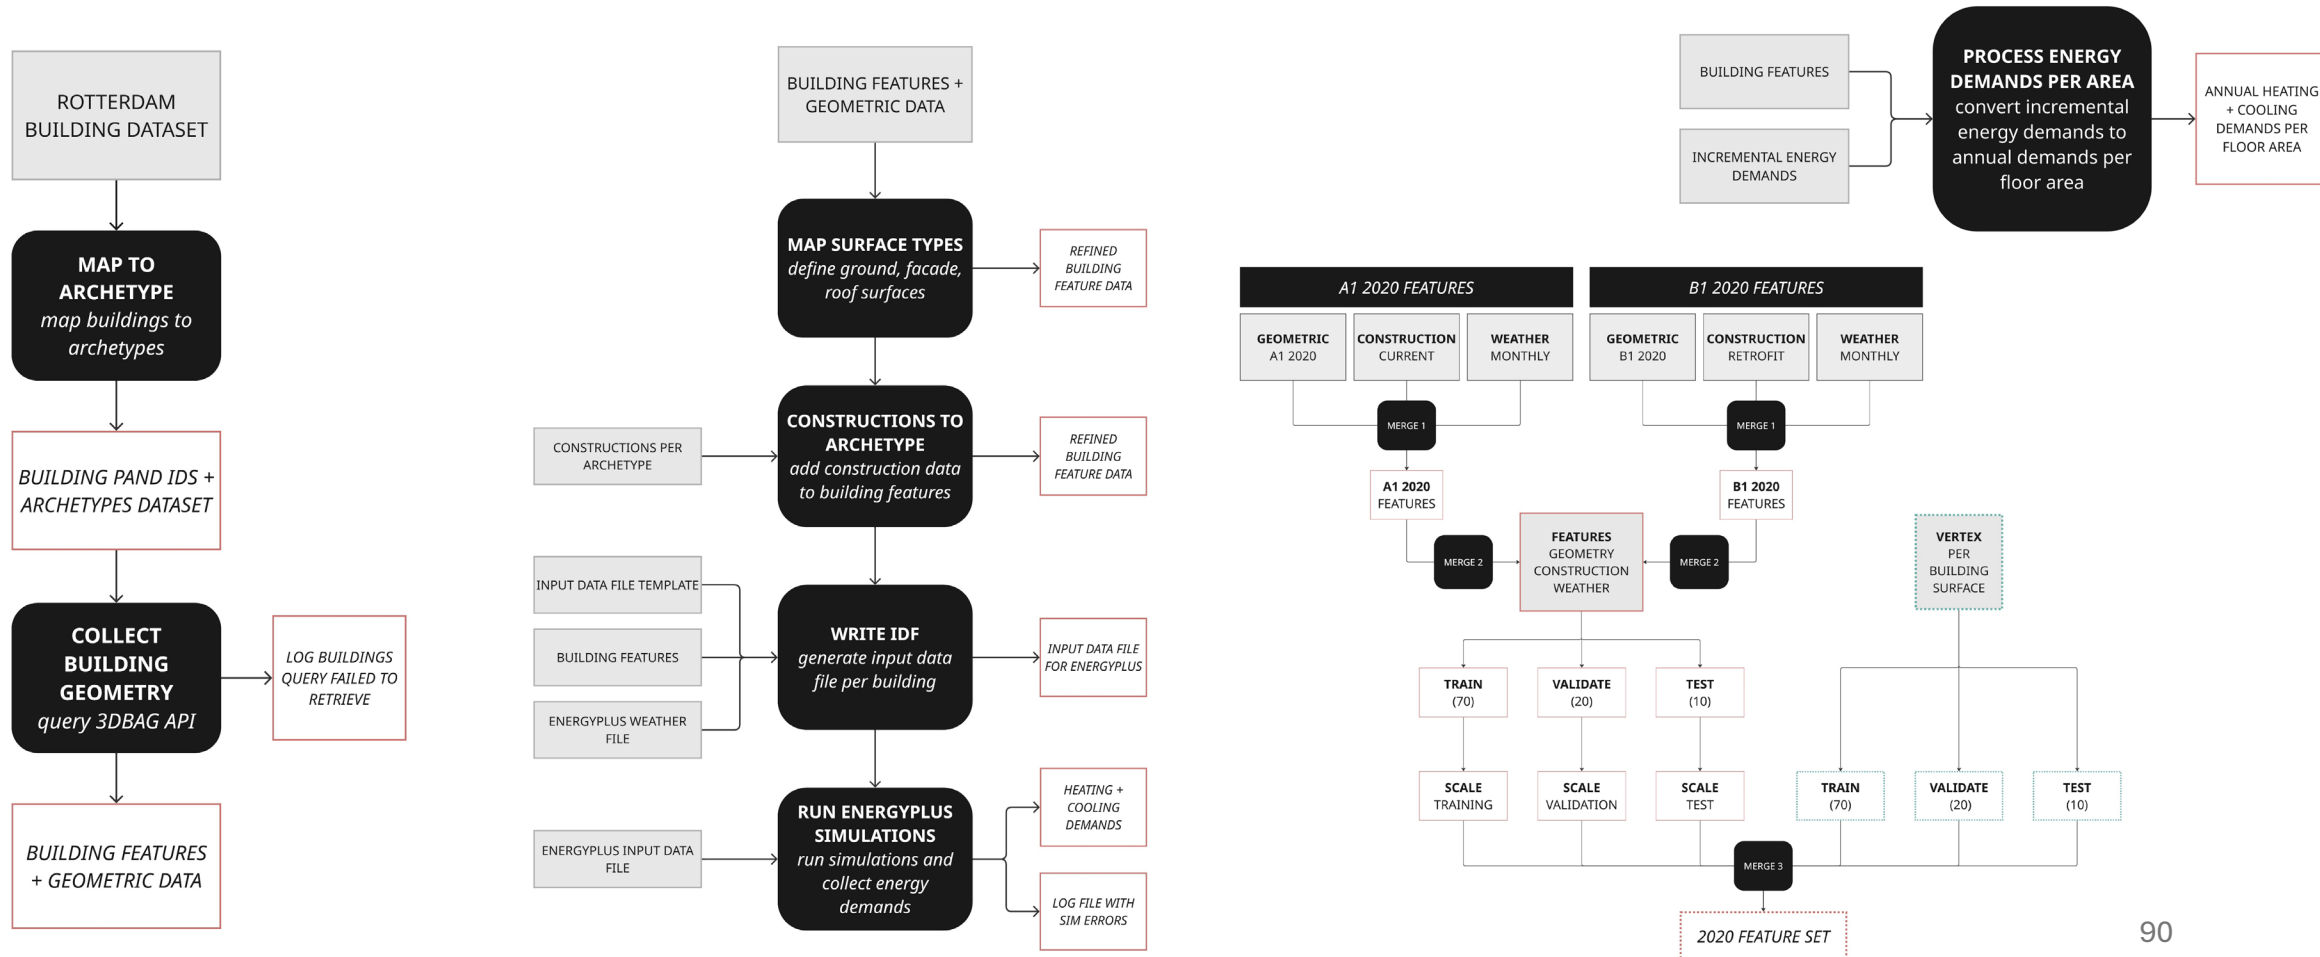 ROTTERDAM
BUILDING DATASET
MAP TO
ARCHETYPE
map buildings to
archetypes
BUILDING PAND IDS +
ARCHETYPES DATASET
COLLECT
BUILDING
GEOMETRY
query 3DBAG API
LOG BUILDINGS
QUERY FAILED TO
RETRIEVE
BUILDING FEATURES
+ GEOMETRIC DATA
BUILDING FEATURES +
GEOMETRIC DATA
MAP SURFACE TYPES
define ground, facade,
roof surfaces
REFINED
BUILDING
FEATURE DATA
CONSTRUCTIONS PER
ARCHETYPE
CONSTRUCTIONS TO
ARCHETYPE
add construction data
to building features
REFINED
BUILDING
FEATURE DATA
INPUT DATA FILE TEMPLATE
BUILDING FEATURES
ENERGYPLUS WEATHER
FILE
WRITE IDF
generate input data
file per building
INPUT DATA FILE
FOR ENERGYPLUS
ENERGYPLUS INPUT DATA
FILE
RUN ENERGYPLUS
SIMULATIONS
run simulations and
collect energy
demands
HEATING +
COOLING
DEMANDS
LOG FILE WITH
SIM ERRORS
BUILDING FEATURES
INCREMENTAL ENERGY
DEMANDS
PROCESS ENERGY
DEMANDS PER AREA
convert incremental
energy demands to
annual demands per
floor area
ANNUAL HEATING
+ COOLING
DEMANDS PER
FLOOR AREA
A1 2020 FEATURES
GEOMETRIC
A1 2020
CONSTRUCTION
CURRENT
WEATHER
MONTHLY
MERGE 1
A1 2020
FEATURES
B1 2020 FEATURES
GEOMETRIC
B1 2020
CONSTRUCTION
RETROFIT
WEATHER
MONTHLY
MERGE 1
B1 2020
FEATURES
MERGE 2
FEATURES
GEOMETRY
CONSTRUCTION
WEATHER
MERGE 2
VERTEX
PER
BUILDING
SURFACE
TRAIN
(70)
VALIDATE
(20)
TEST
(10)
SCALE
TRAINING
SCALE
VALIDATION
SCALE
TEST
TRAIN
(70)
VALIDATE
(20)
TEST
(10)
MERGE 3
2020 FEATURE SET
90